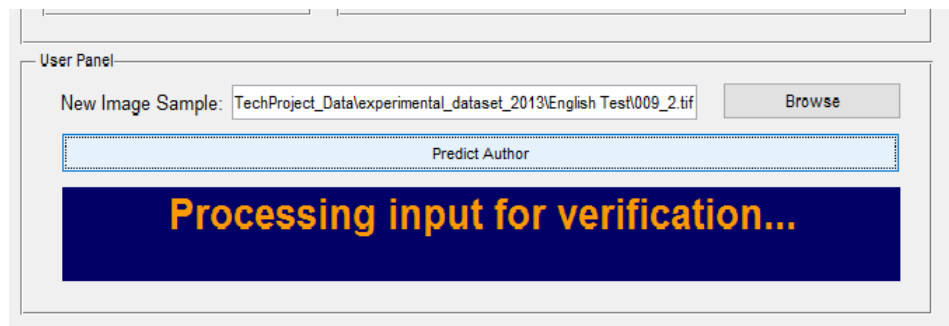 User Panel
New Image Sample: TechProject_Data\experimental_dataset_2013\English Test\009_2.tif Browse
Predict Author
Processing input for verification...